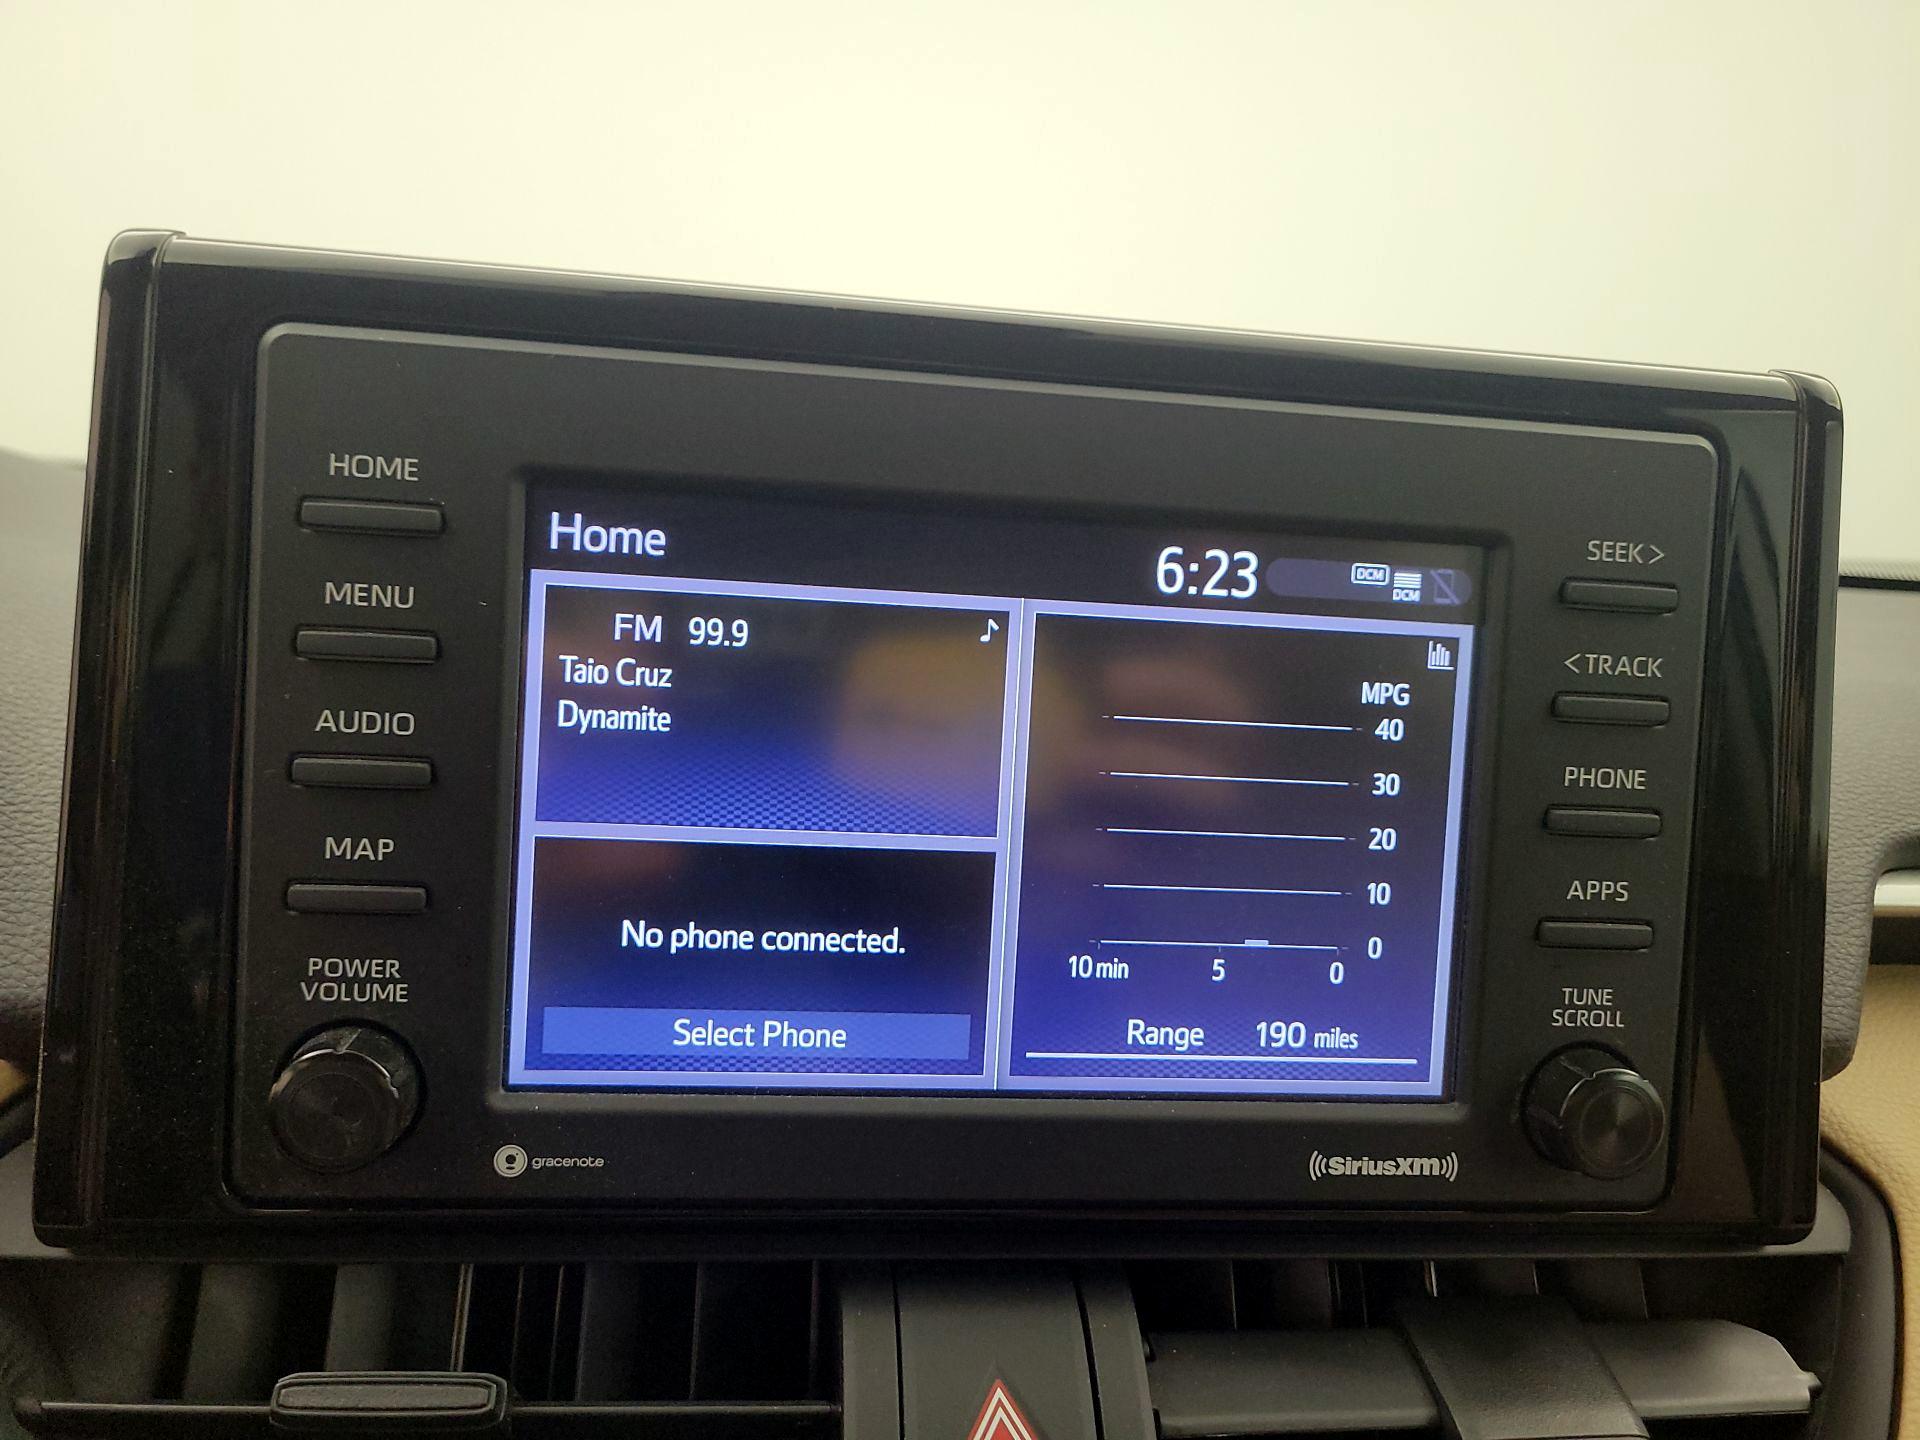 HOME
MENU
AUDIO
MAP
POWER
VOLUME
Home
6:23
DCM
DCM
FM 99.9
Taio Cruz
Dynamite
No phone connected.
Select Phone
MPG
40
30
20
10
0
10 min 5 0
Range 190 miles
SEEK >
< TRACK
PHONE
APPS
TUNE
SCROLL
gracenote
SiriusXM